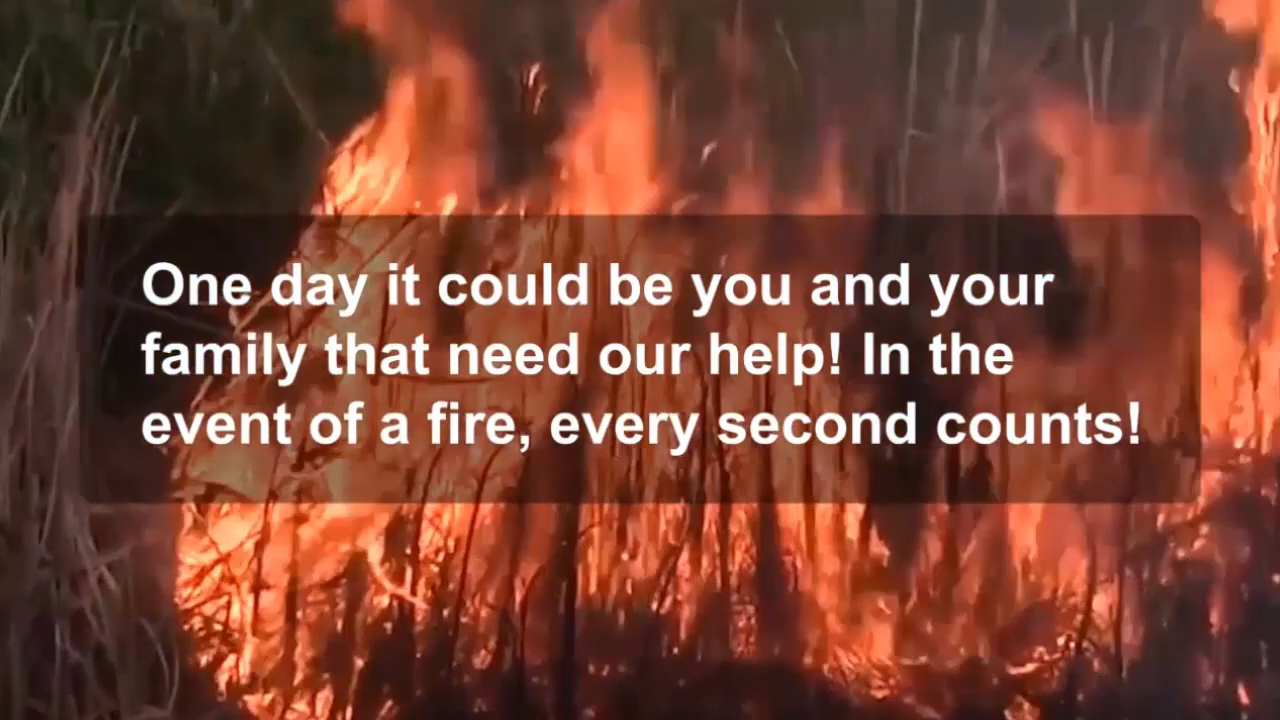 One day it could be you and your
family that need our help! In the
event of a fire, every second counts!